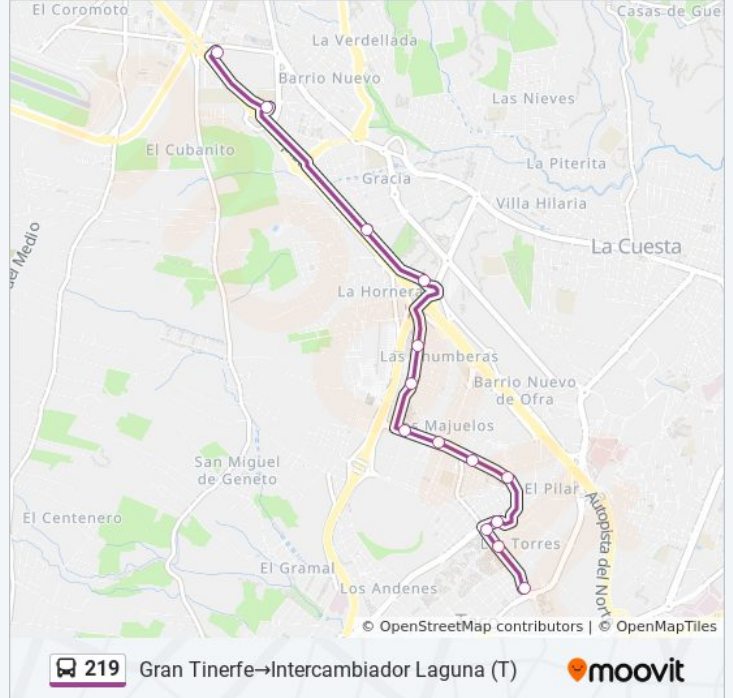 El Coromoto
Casas de Gue
La Verdellada
Barrio Nuevo
Las Nieves
El Cubanito
La Piterita
Gracia
Villa Hilaria
La Cuesta
del Medio
La Hornera
Las Chumberas
Barrio Nuevo
de Ofra
Majuelos
San Miguel
de Geneto
El Pilar
El Centenero
Autopista del Norte
Torres
El Gramal
Los Andenes
© OpenStreetMap contributors | © OpenMapTiles
219
Gran Tinerfe→Intercambiador Laguna (T)
moovit